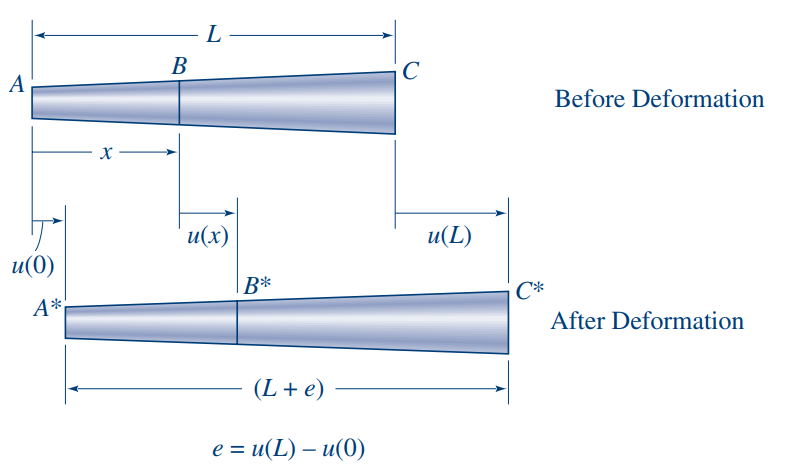 L
A
B
C
Before Deformation
x
u(0)
u(x)
u(L)
A*
B*
C*
After Deformation
(L + e)
e = u(L) – u(0)